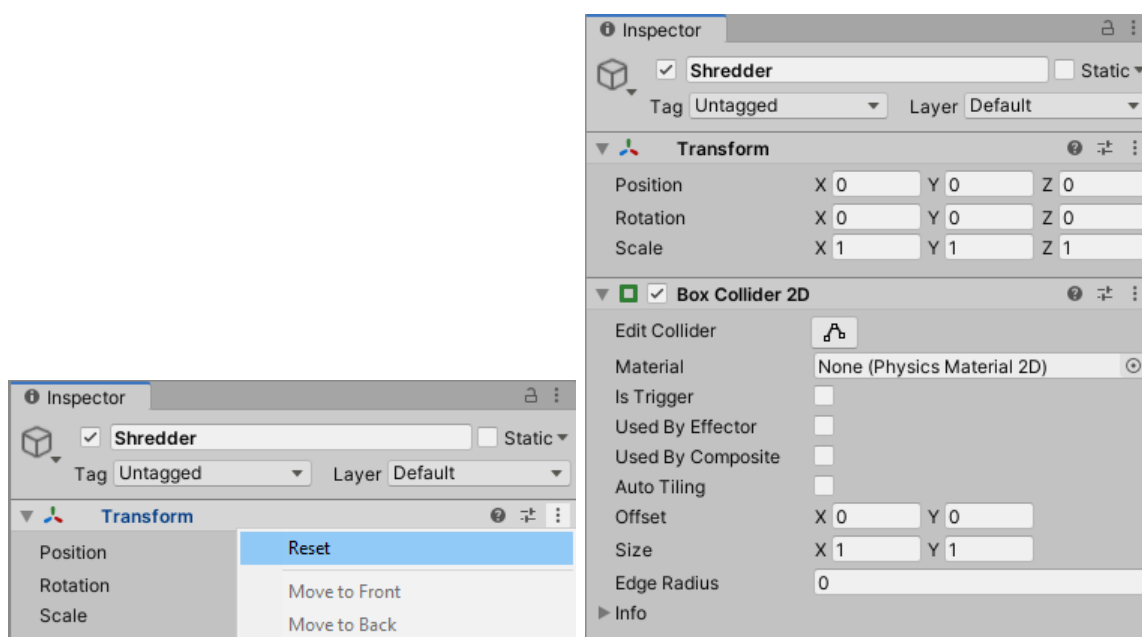 Inspector
Shredder
Static
Tag Untagged Layer Default
Transform
Position
Reset
Rotation
Move to Front
Scale
Move to Back
Inspector
Shredder
Static
Tag Untagged Layer Default
Transform
Position X 0 Y 0 Z 0
Rotation X 0 Y 0 Z 0
Scale X 1 Y 1 Z 1
Box Collider 2D
Edit Collider
Material None (Physics Material 2D)
Is Trigger
Used By Effector
Used By Composite
Auto Tiling
Offset X 0 Y 0
Size X 1 Y 1
Edge Radius 0
Info